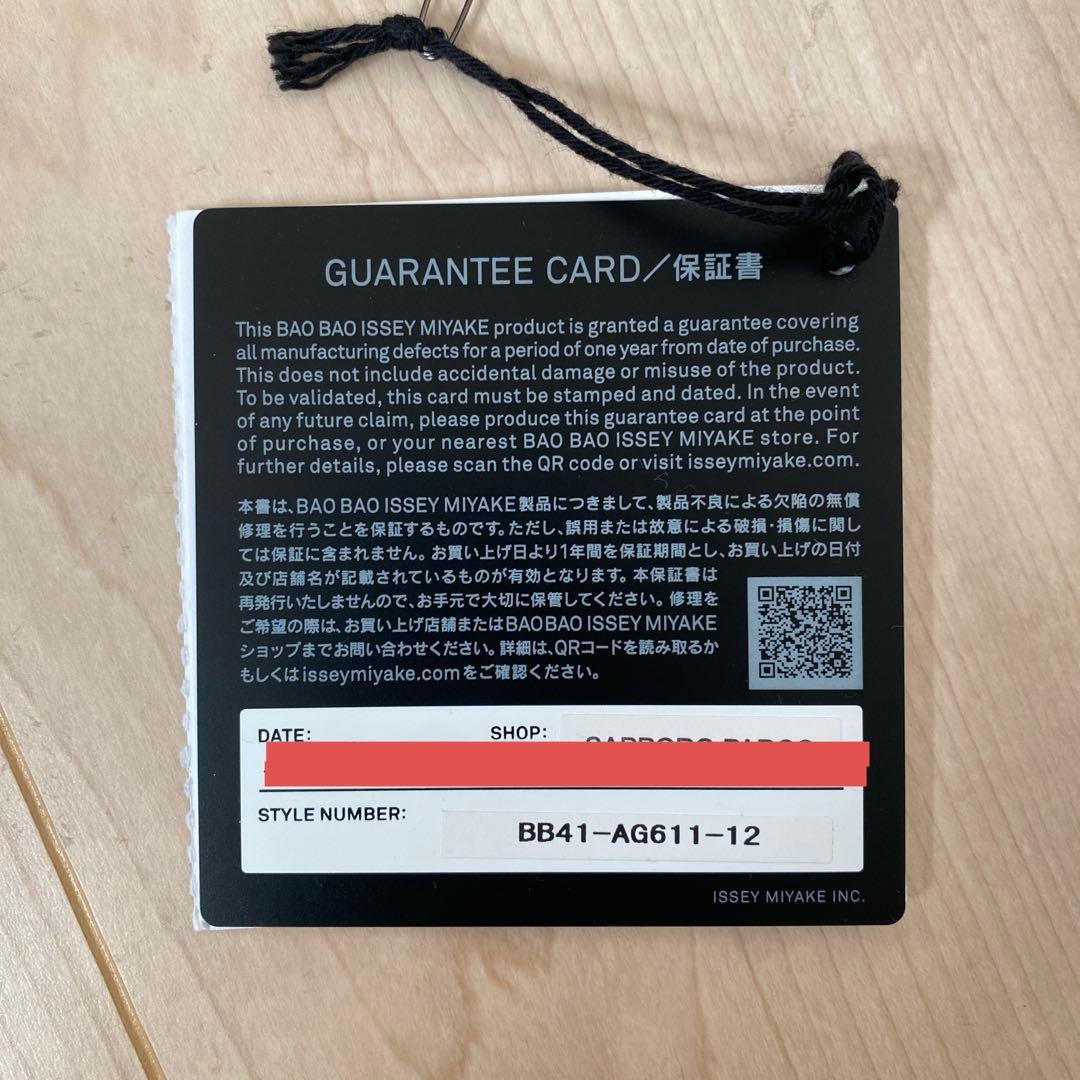 GUARANTEE CARD/保証書
This BAO BAO ISSEY MIYAKE product is granted a guarantee covering
all manufacturing defects for a period of one year from date of purchase.
This does not include accidental damage or misuse of the product.
To be validated, this card must be stamped and dated. In the event
of any future claim, please produce this guarantee card at the point
of purchase, or your nearest BAO BAO ISSEY MIYAKE store. For
further details, please scan the QR code or visit isseymiyake.com.
本書は、BAO BAO ISSEY MIYAKE製品につきまして、製品不良による欠陥の無償
修理を行うことを保証するものです。ただし、誤用または故意による破損・損傷に関し
ては保証に含まれません。お買い上げ日より1年間を保証期間とし、お買い上げの日付
及び店舗名が記載されているものが有効となります。本保証書は
再発行いたしませんので、お手元で大切に保管してください。修理を
ご希望の際は、お買い上げ店舗またはBAO BAO ISSEY MIYAKE
ショップまでお問い合わせください。詳細は、QRコードを読み取るか
もしくはisseymiyake.comをご確認ください。
DATE: SHOP:
STYLE NUMBER: BB41-AG611-12
ISSEY MIYAKE INC.